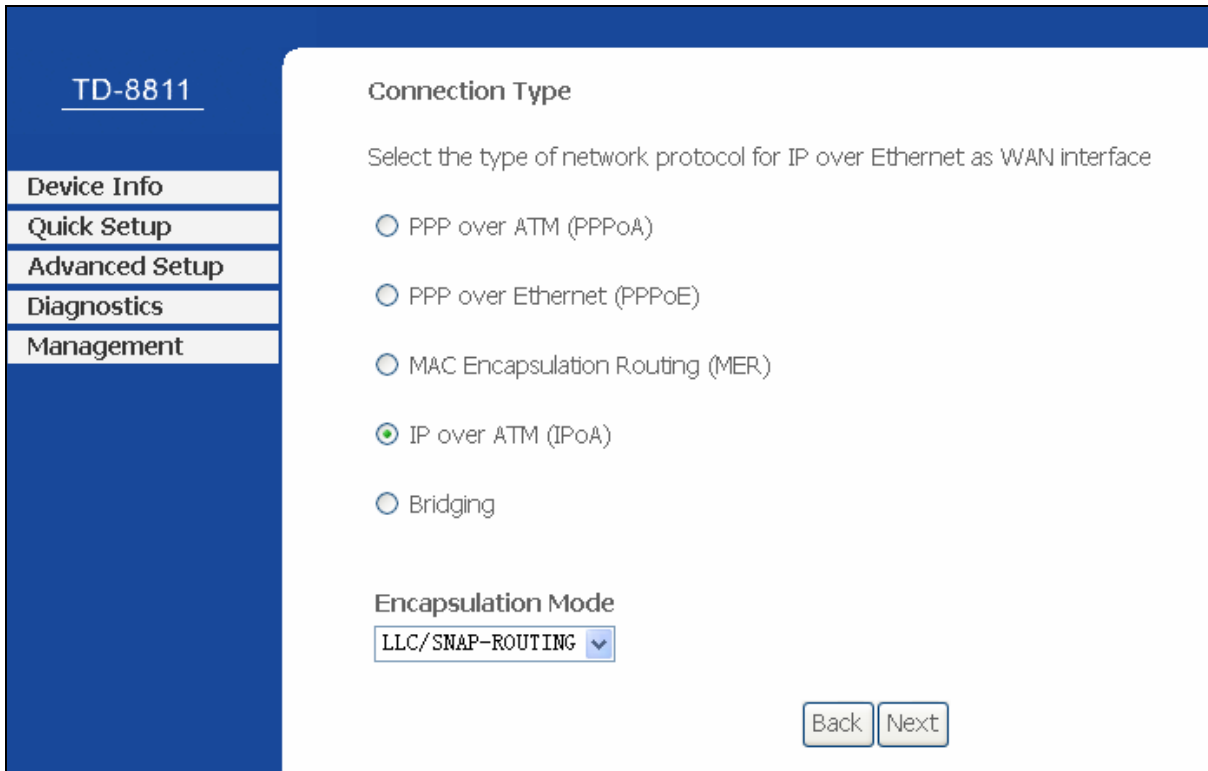 TD-8811
Device Info
Quick Setup
Advanced Setup
Diagnostics
Management
Connection Type
Select the type of network protocol for IP over Ethernet as WAN interface
PPP over ATM (PPPoA)
PPP over Ethernet (PPPoE)
MAC Encapsulation Routing (MER)
IP over ATM (IPoA)
Bridging
Encapsulation Mode
LLC/SNAP-ROUTING
Back Next